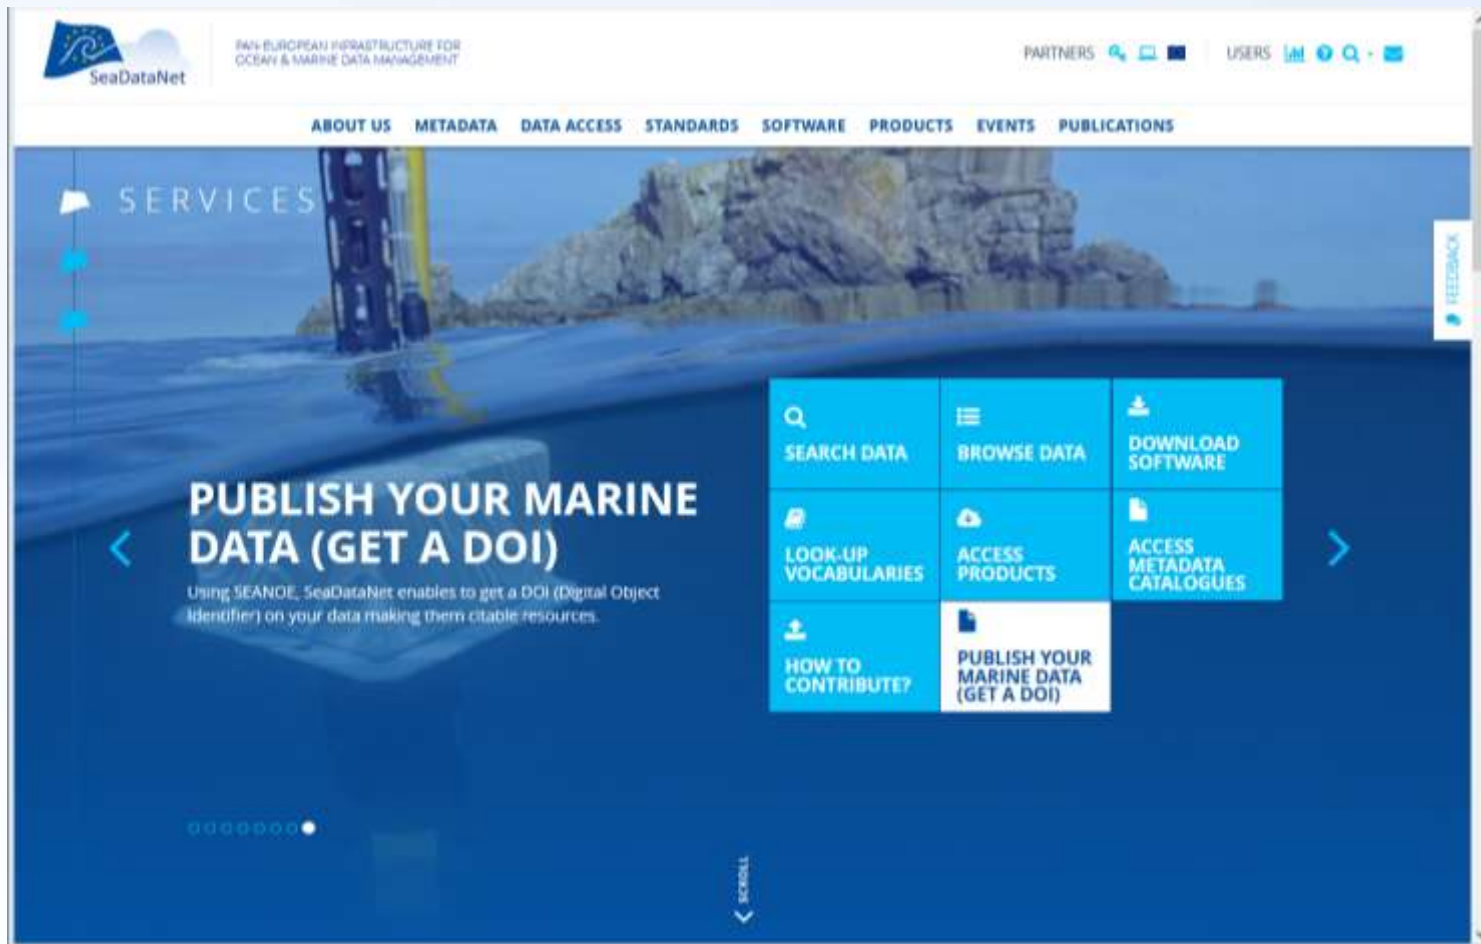 SeaDataNet
PAN-EUROPEAN INFRASTRUCTURE FOR
OCEAN & MARINE DATA MANAGEMENT
PARTNERS
USERS
ABOUT US METADATA DATA ACCESS STANDARDS SOFTWARE PRODUCTS EVENTS PUBLICATIONS
SERVICES
FEEDBACK
PUBLISH YOUR MARINE
DATA (GET A DOI)
Using SEANOE, SeaDataNet enables to get a DOI (Digital Object
Identifier) on your data making them citable resources.
SEARCH DATA
BROWSE DATA
DOWNLOAD
SOFTWARE
LOOK-UP
VOCABULARIES
ACCESS
PRODUCTS
ACCESS
METADATA
CATALOGUES
HOW TO
CONTRIBUTE?
PUBLISH YOUR
MARINE DATA
(GET A DOI)
SCROLL